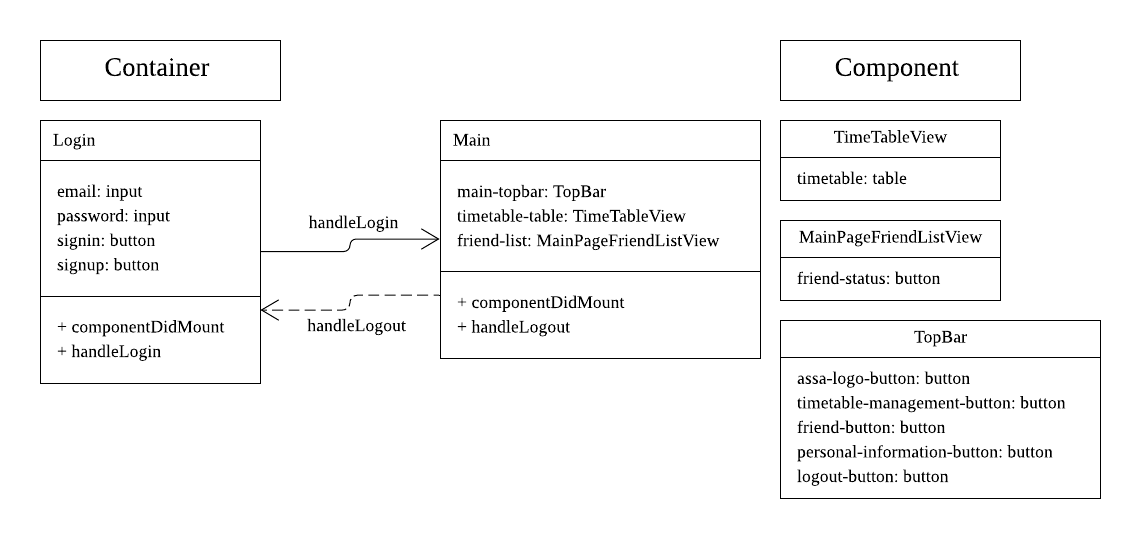 Container
Component
Login
email: input
password: input
signin: button
signup: button
+ componentDidMount
+ handleLogin
handleLogin
handleLogout
Main
main-topbar: TopBar
timetable-table: TimeTableView
friend-list: MainPageFriendListView
+ componentDidMount
+ handleLogout
TimeTableView
timetable: table
MainPageFriendListView
friend-status: button
TopBar
assa-logo-button: button
timetable-management-button: button
friend-button: button
personal-information-button: button
logout-button: button